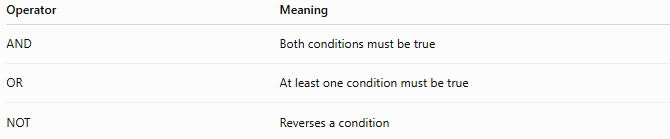 Operator Meaning
AND Both conditions must be true
OR At least one condition must be true
NOT Reverses a condition